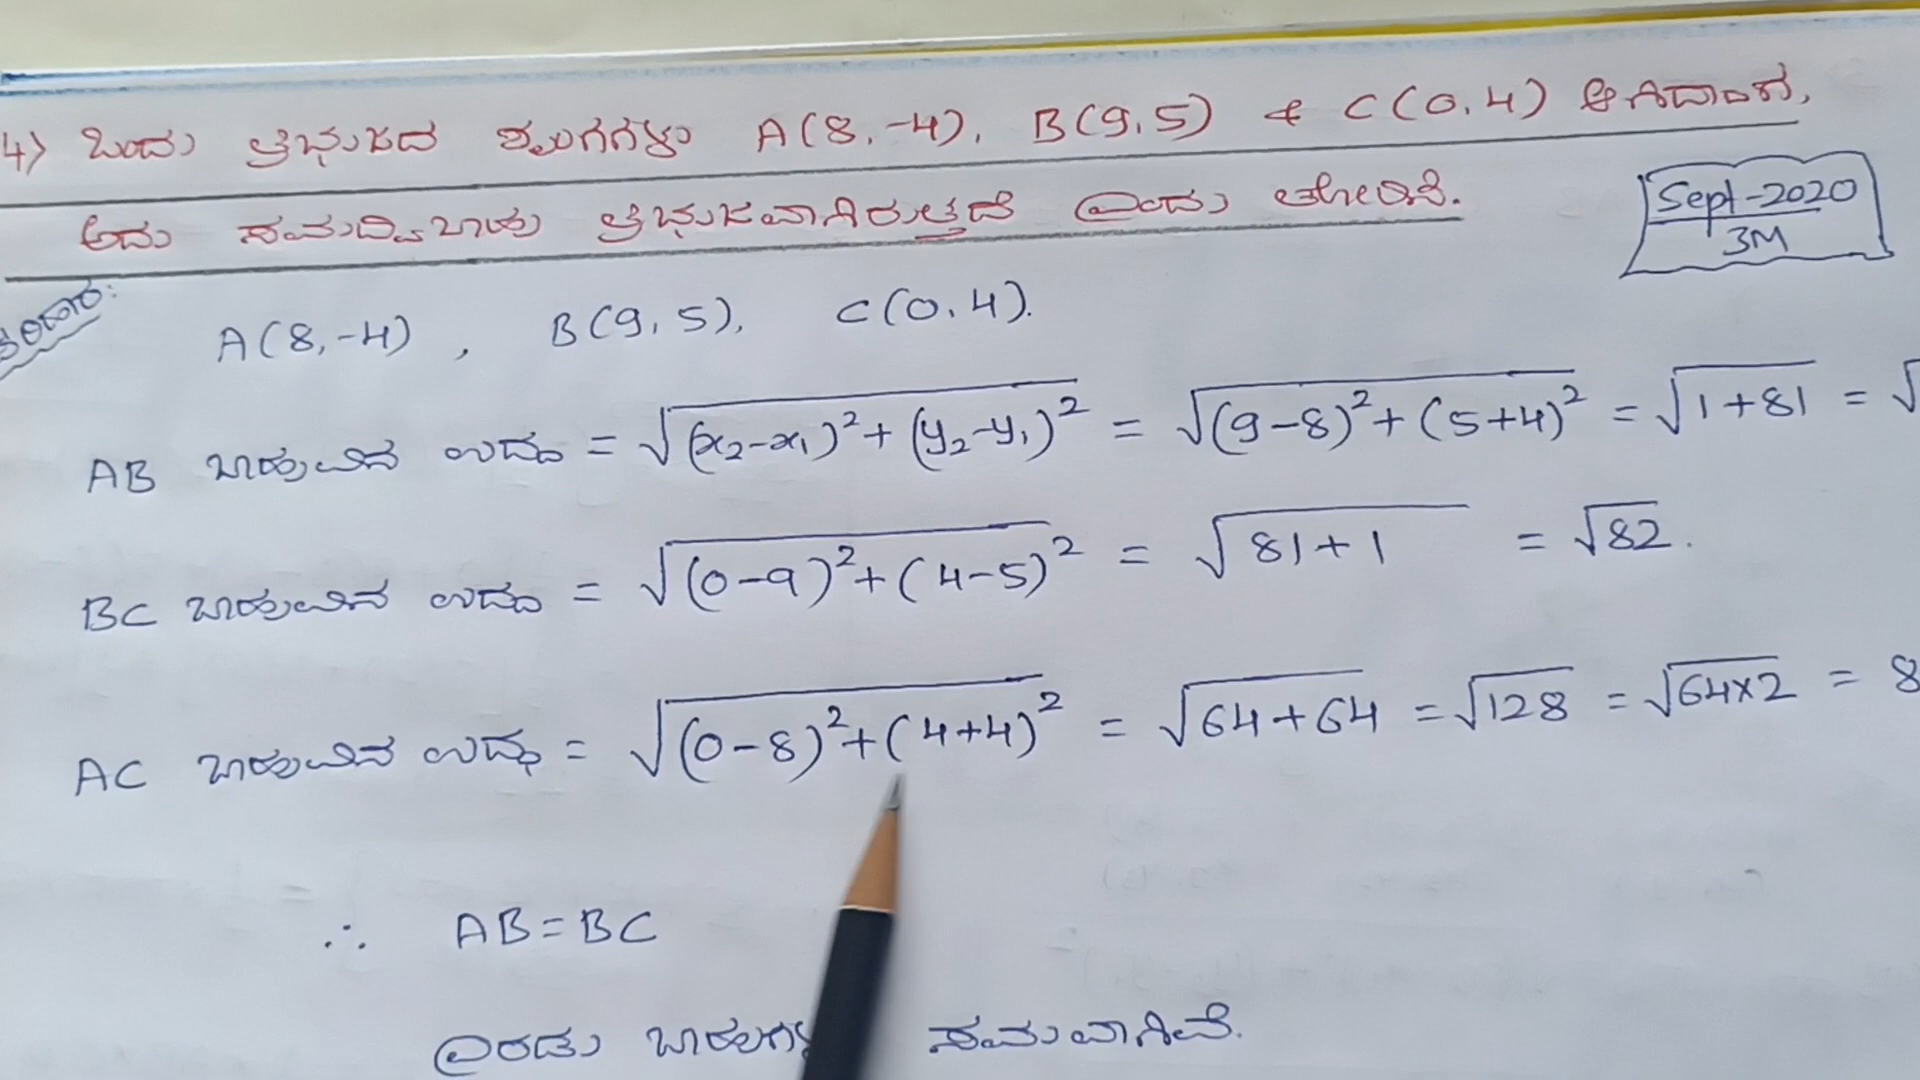 4) ಒಂದು ತ್ರಿಭುಜದ ಶೃಂಗಗಳು A(8,-4), B(9,5) & C(0,4) ಆಗಿದ್ದಾಗ,
ಅದು ಸಮದ್ವಿಬಾಹು ತ್ರಿಭುಜವಾಗಿರುತ್ತದೆ ಎಂದು ತೋರಿಸಿ.
Sept-2020
3M
A(8,-4), B(9,5), C(0,4).
AB ಬಾಹುವಿನ ಉದ್ದ = √((x₂-x₁)²+(y₂-y₁)²) = √((9-8)²+(5+4)²) = √(1+81) = √
BC ಬಾಹುವಿನ ಉದ್ದ = √((0-9)²+(4-5)²) = √(81+1) = √82.
AC ಬಾಹುವಿನ ಉದ್ದ = √((0-8)²+(4+4)²) = √(64+64) = √128 = √(64×2) = 8
∴ AB=BC
ಎರಡು ಸಮವಾಗಿವೆ.